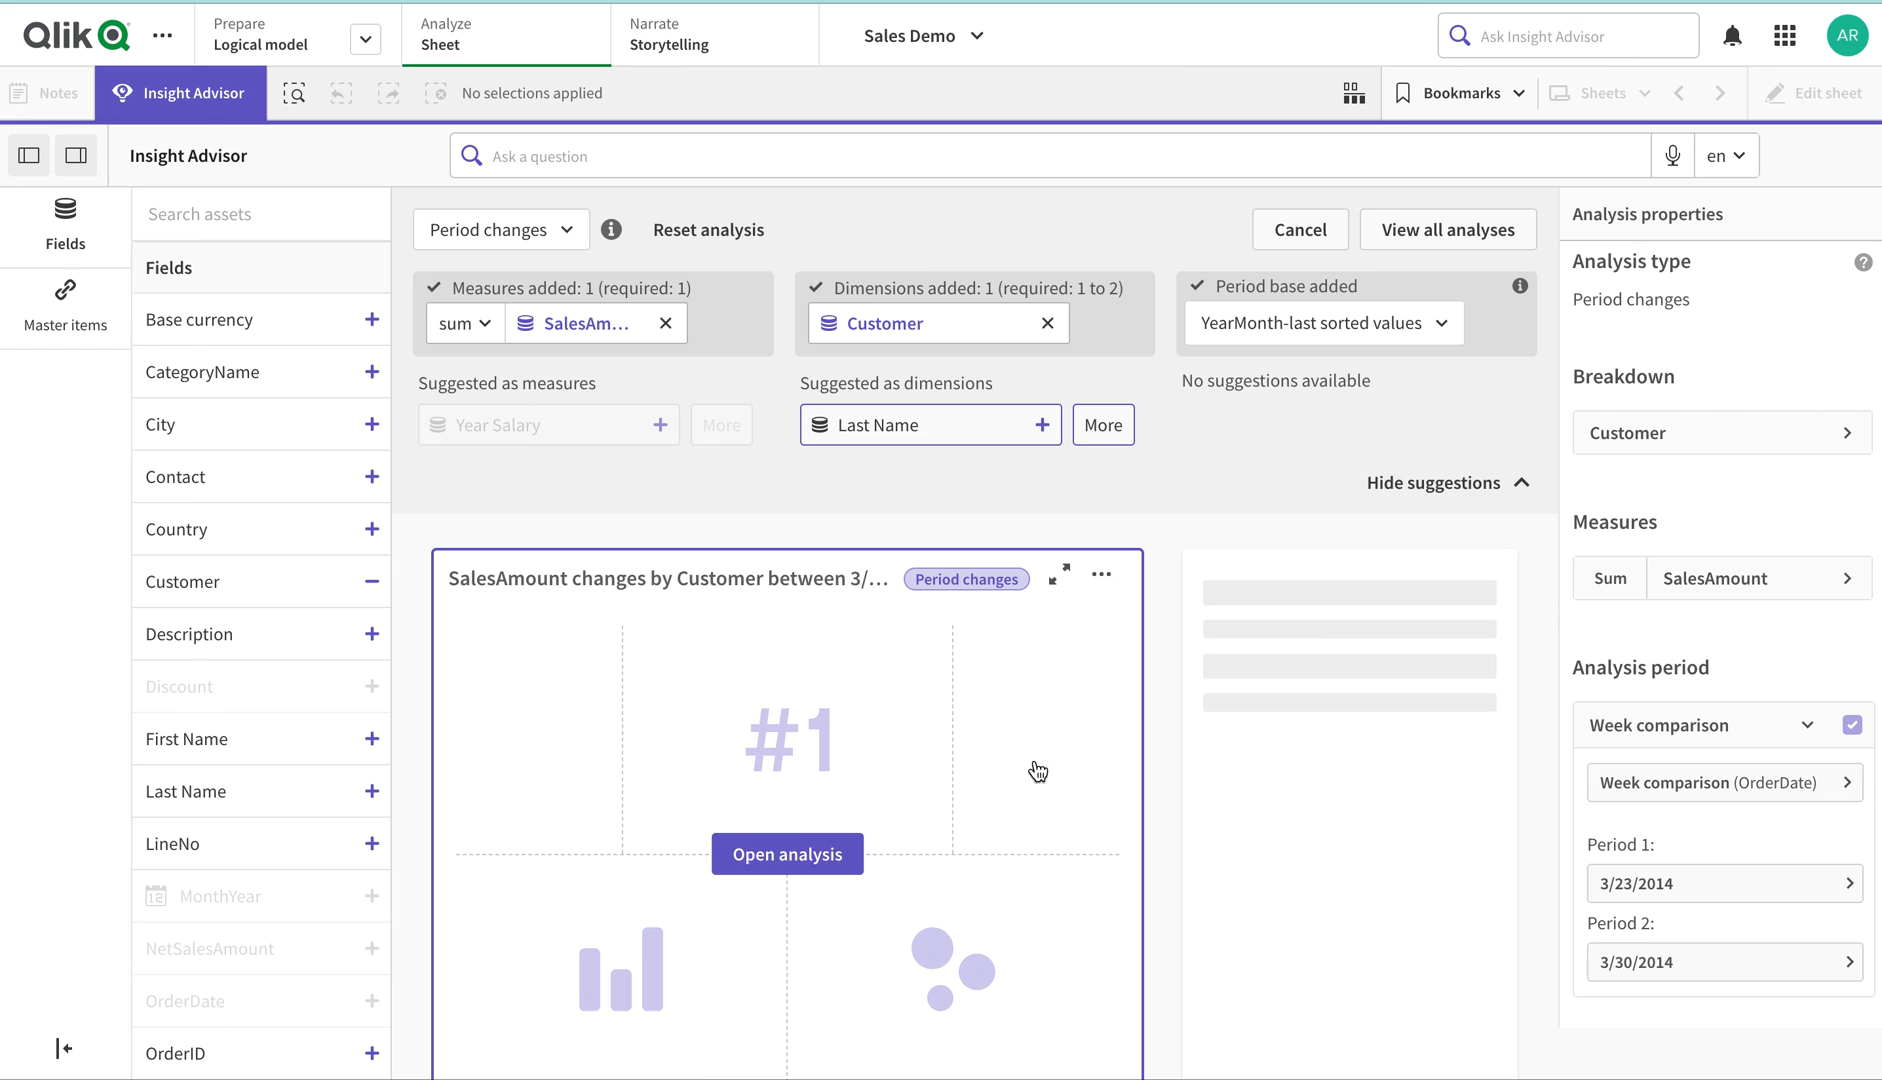 Qlik
Prepare
Logical model
Analyze
Sheet
Narrate
Storytelling
Sales Demo
Ask Insight Advisor
AR
Notes
Insight Advisor
No selections applied
Bookmarks
Sheets
Edit sheet
Insight Advisor
Ask a question
en
Fields
Master items
Search assets
Fields
Base currency
CategoryName
City
Contact
Country
Customer
Description
Discount
First Name
Last Name
LineNo
12 MonthYear
NetSalesAmount
OrderDate
OrderID
Period changes
Reset analysis
Cancel
View all analyses
Measures added: 1 (required: 1)
sum SalesAm...
Suggested as measures
Year Salary
More
Dimensions added: 1 (required: 1 to 2)
Customer
Suggested as dimensions
Last Name
More
Period base added
YearMonth-last sorted values
No suggestions available
Hide suggestions
SalesAmount changes by Customer between 3/...
Period changes
#1
Open analysis
Analysis properties
Analysis type
Period changes
Breakdown
Customer
Measures
Sum SalesAmount
Analysis period
Week comparison
Week comparison (OrderDate)
Period 1:
3/23/2014
Period 2:
3/30/2014